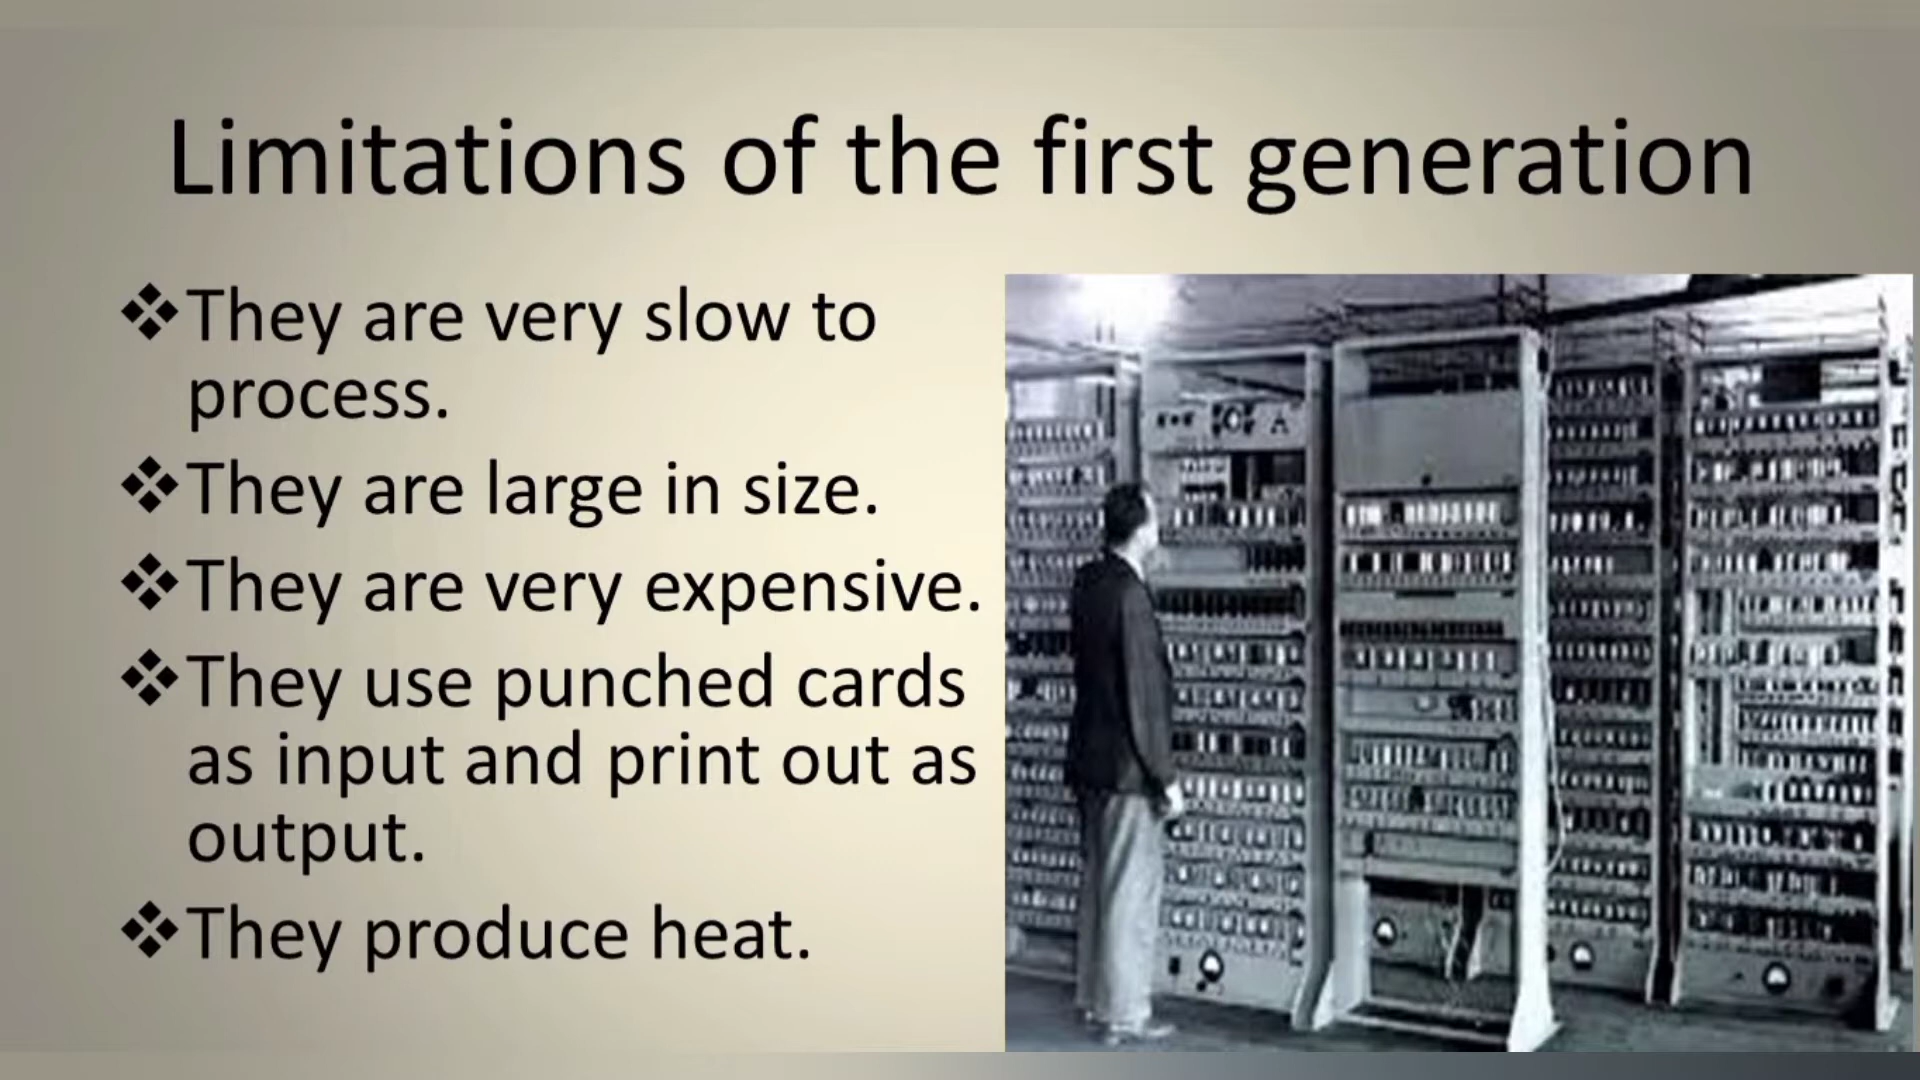 Limitations of the first generation
❖They are very slow to
process.
❖They are large in size.
❖They are very expensive.
❖They use punched cards
as input and print out as
output.
❖They produce heat.